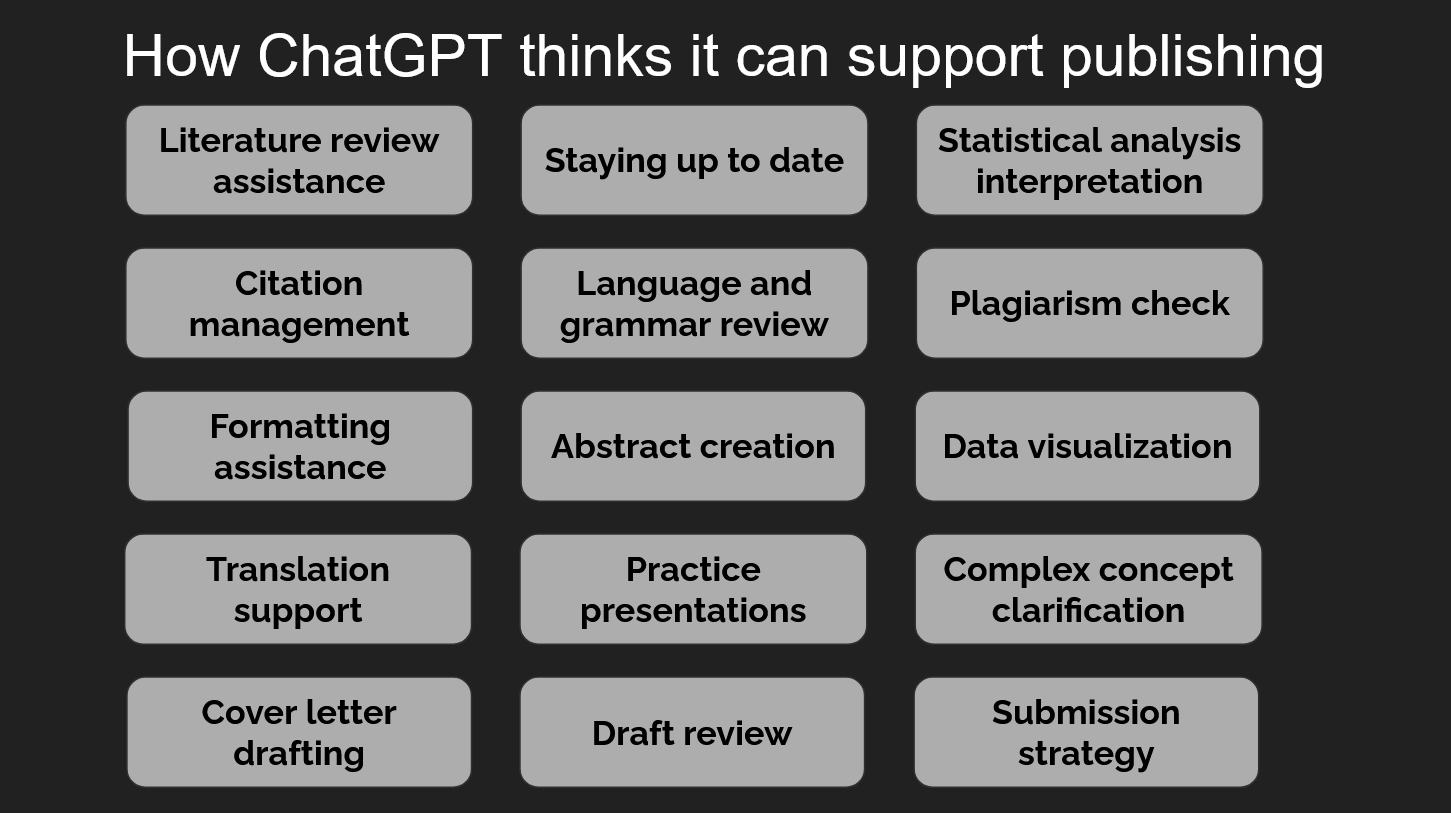 How ChatGPT thinks it can support publishing
Literature review
assistance
Staying up to date
Statistical analysis
interpretation
Citation
management
Language and
grammar review
Plagiarism check
Formatting
assistance
Abstract creation
Data visualization
Translation
support
Practice
presentations
Complex concept
clarification
Cover letter
drafting
Draft review
Submission
strategy